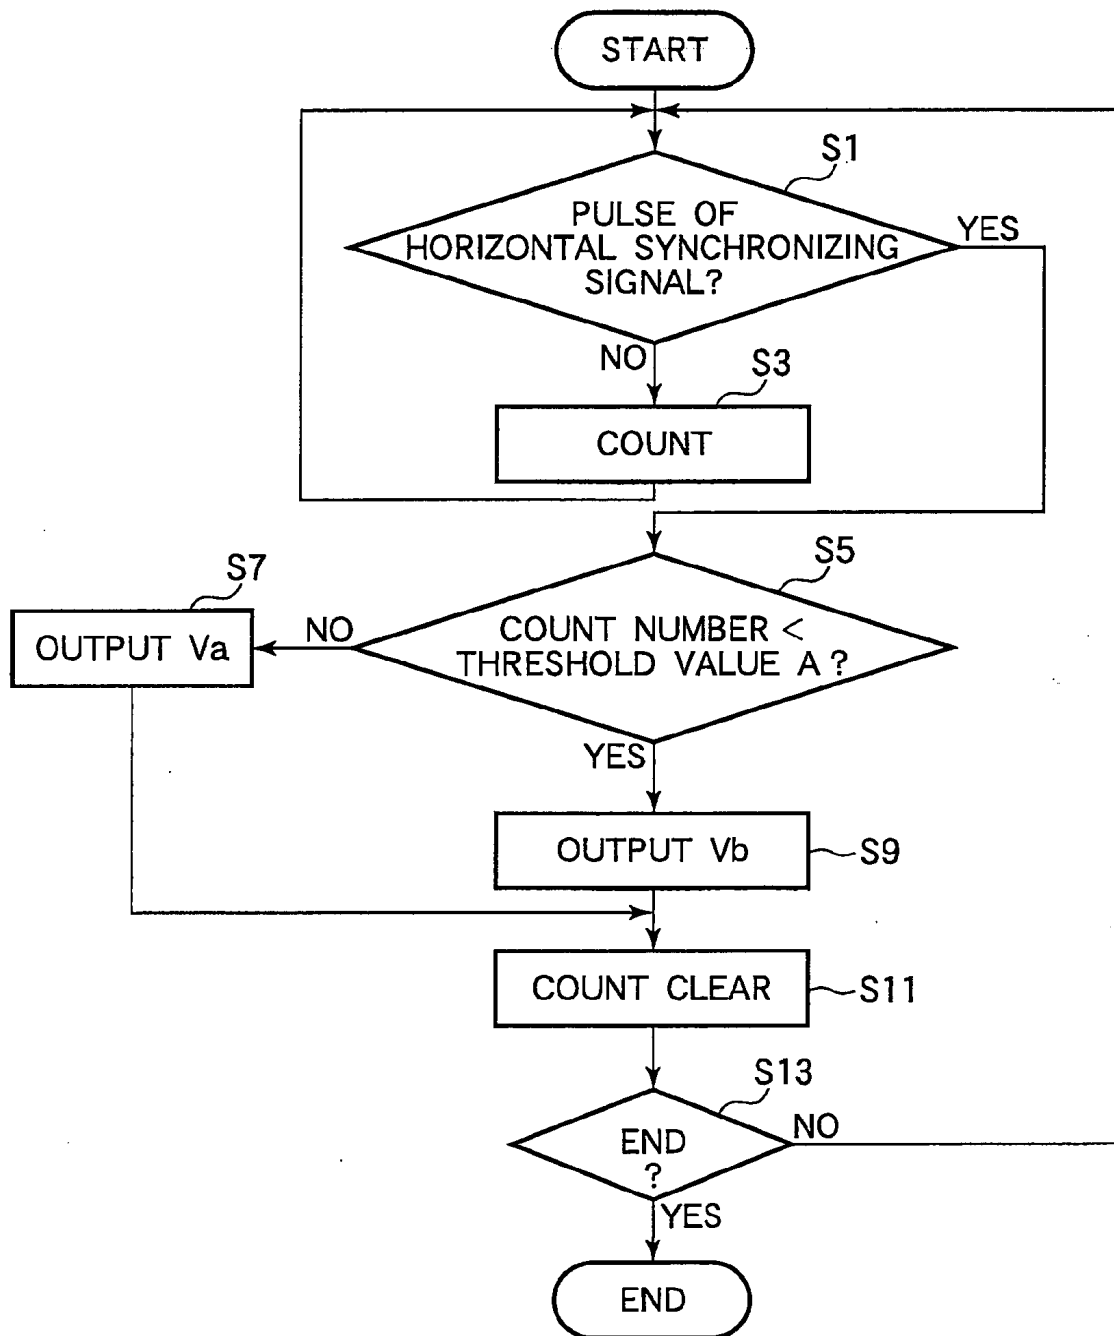 START
S1
PULSE OF
HORIZONTAL SYNCHRONIZING
SIGNAL?
YES
NO
S3
COUNT
S5
S7
OUTPUT Va
NO
COUNT NUMBER <
THRESHOLD VALUE A ?
YES
OUTPUT Vb
S9
COUNT CLEAR
S11
S13
END
?
NO
YES
END